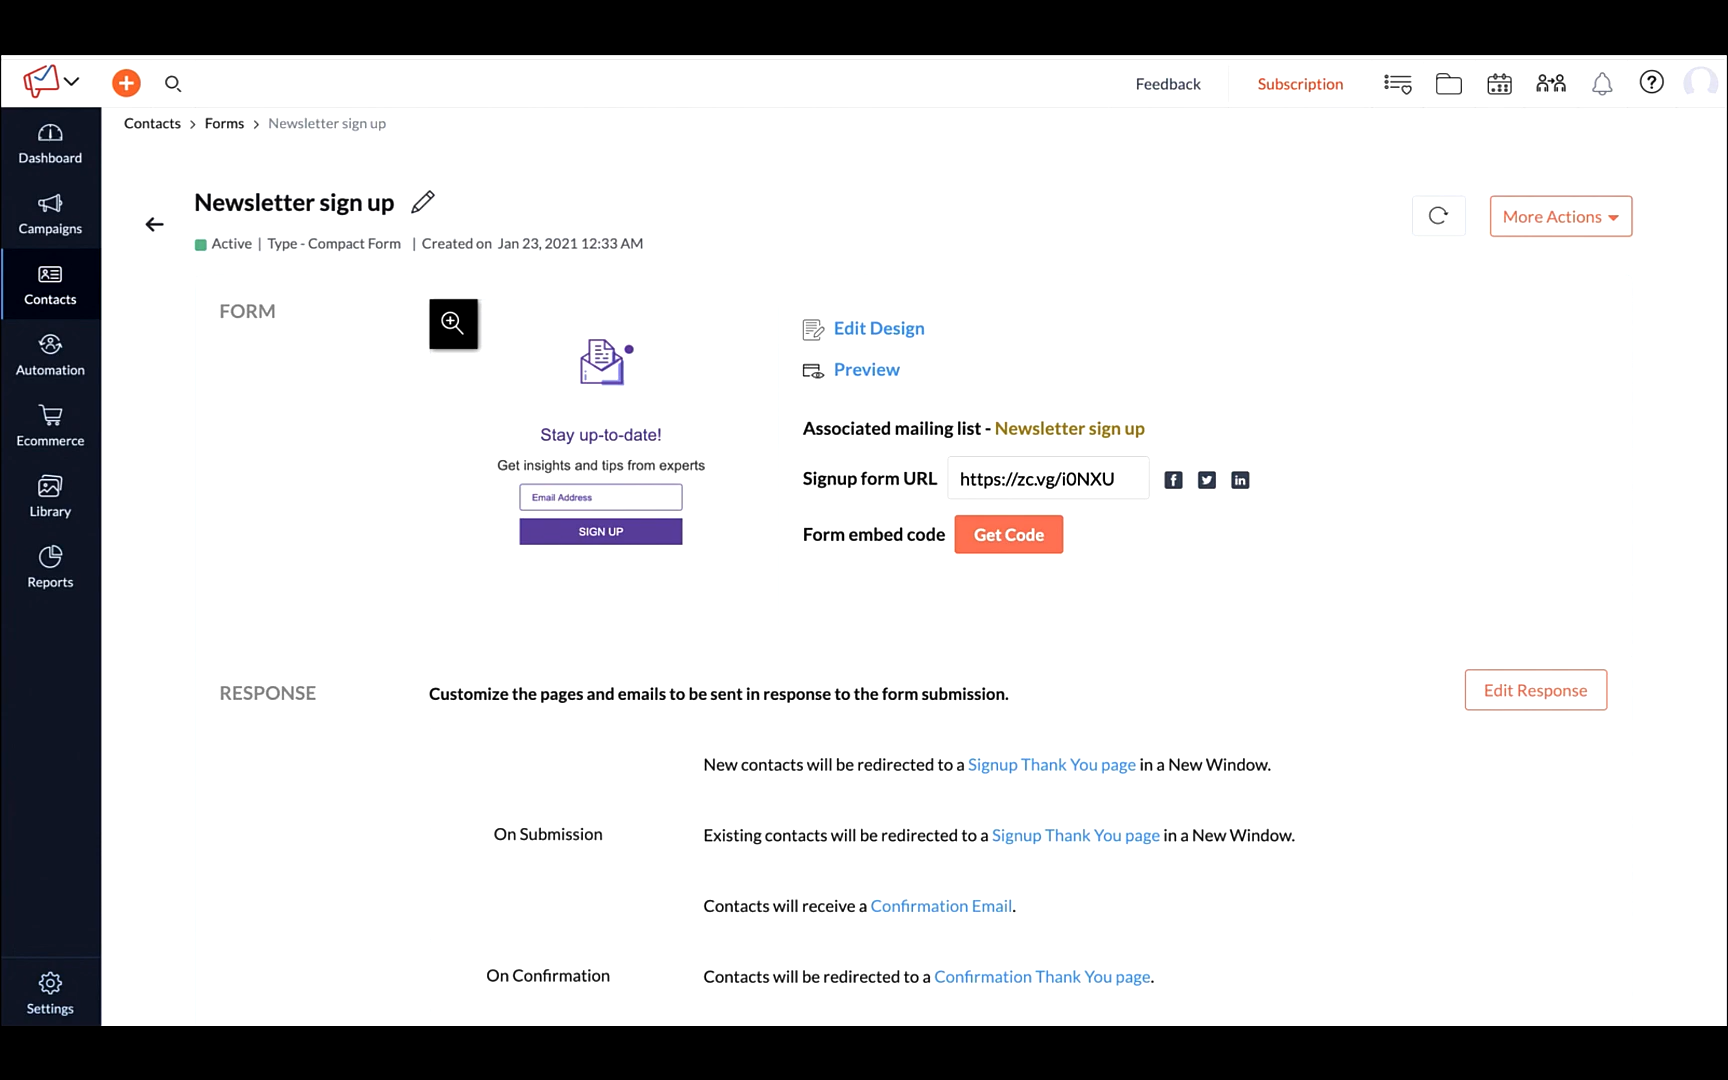 Feedback
Subscription
Contacts > Forms > Newsletter sign up
Dashboard
Campaigns
Contacts
Automation
Ecommerce
Library
Reports
Settings
Newsletter sign up
More Actions
Active | Type - Compact Form | Created on Jan 23, 2021 12:33 AM
FORM
Stay up-to-date!
Get insights and tips from experts
Email Address
SIGN UP
Edit Design
Preview
Associated mailing list - Newsletter sign up
Signup form URL https://zc.vg/i0NXU
Form embed code Get Code
RESPONSE
Customize the pages and emails to be sent in response to the form submission.
Edit Response
New contacts will be redirected to a Signup Thank You page in a New Window.
On Submission
Existing contacts will be redirected to a Signup Thank You page in a New Window.
Contacts will receive a Confirmation Email.
On Confirmation
Contacts will be redirected to a Confirmation Thank You page.